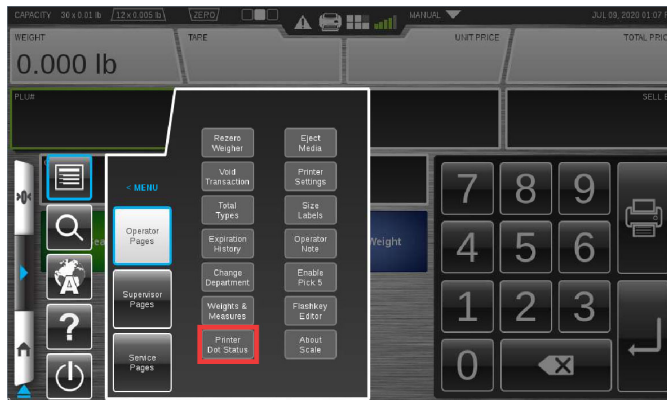 CAPACITY 30 x 0.01 lb / 12 x 0.005 lb \ZERO/ MANUAL JUL 09, 2020 01:07
WEIGHT TARE UNIT PRICE TOTAL PRIC
0.000 lb
PLU# SELL B
Rezero
Weigher
Eject
Media
Void
Transaction
Printer
Settings
>0<
< MENU
Total
Types
Size
Labels
7 8 9
Operator
Pages
Expiration
History
Operator
Note
Weight
4 5 6
Change
Department
Enable
Pick 5
Supervisor
Pages
Weights &
Measures
Flashkey
Editor
1 2 3
?
Printer
Dot Status
About
Scale
Service
Pages
0